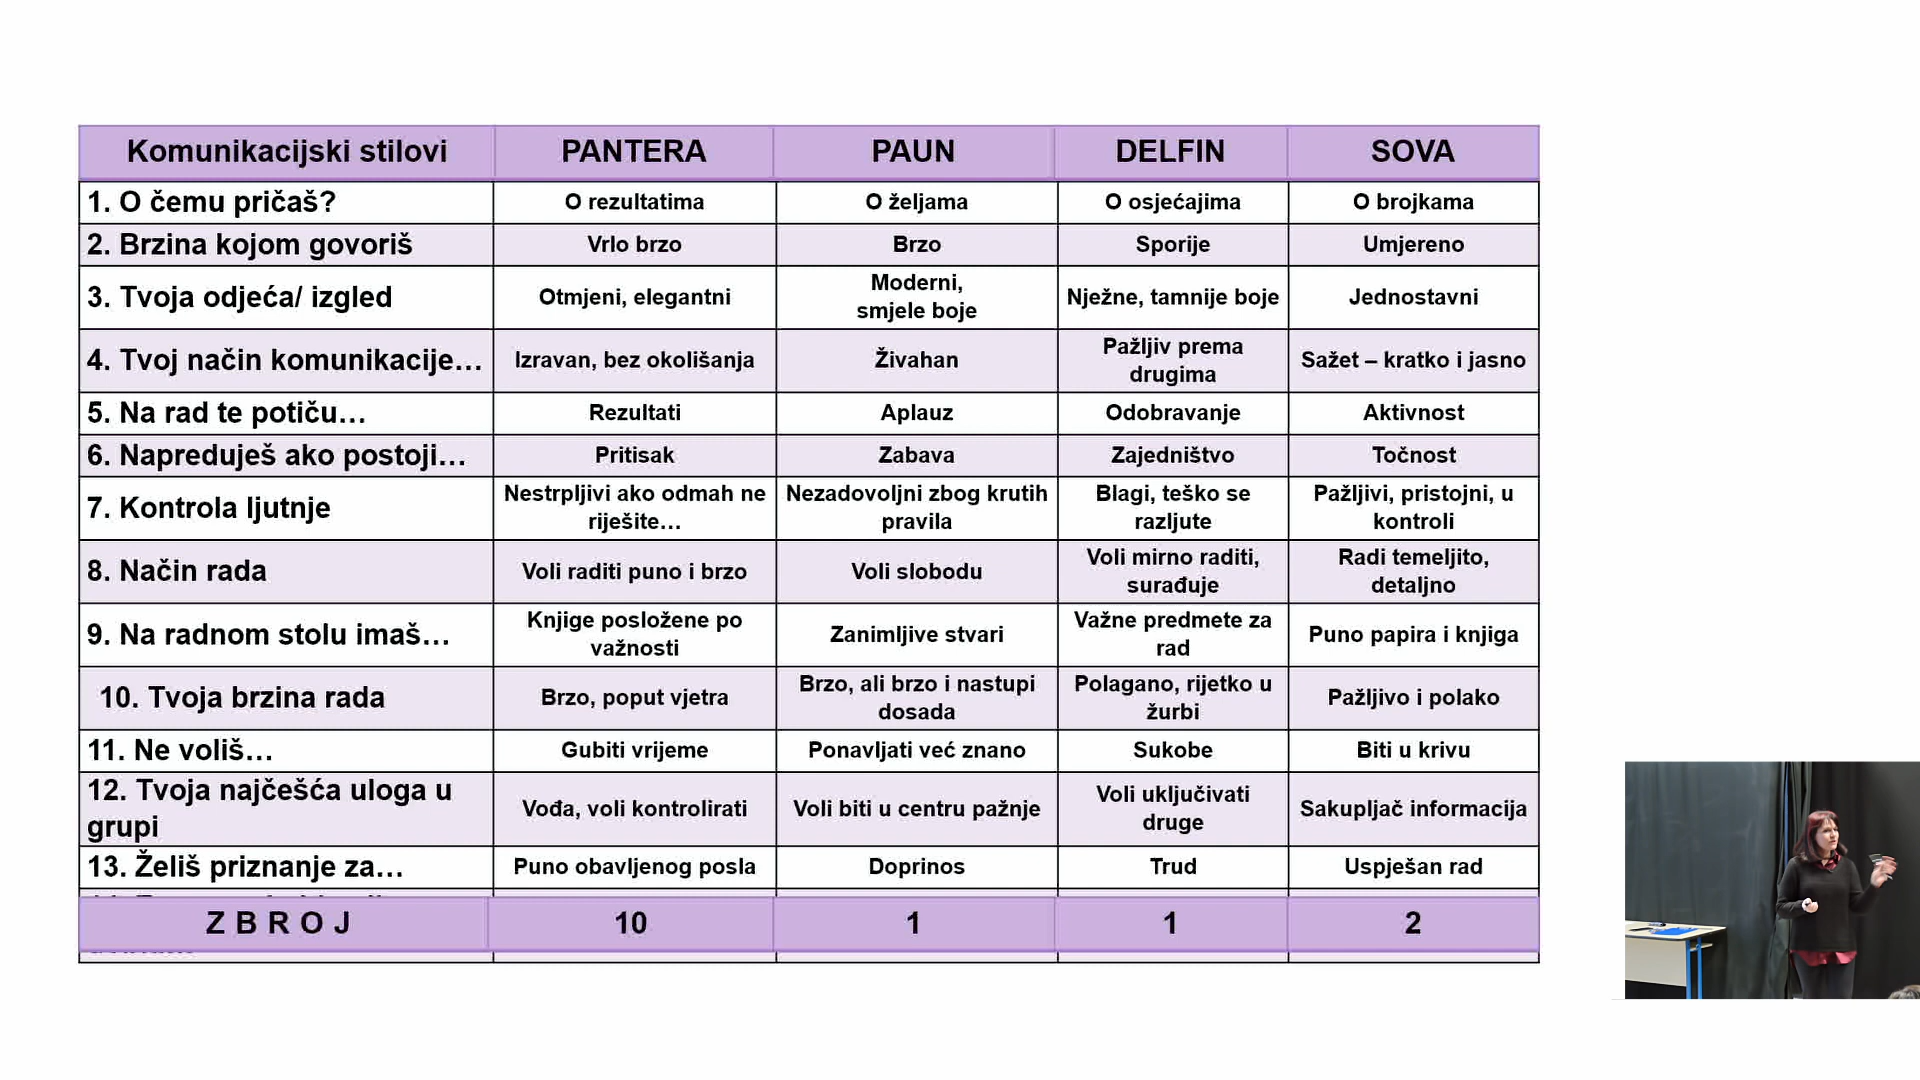 Komunikacijski stilovi PANTERA PAUN DELFIN SOVA
1. O čemu pričaš? O rezultatima O željama O osjećajima O brojkama
2. Brzina kojom govoriš Vrlo brzo Brzo Sporije Umjereno
3. Tvoja odjeća/ izgled Otmjeni, elegantni Moderni,
smjele boje Nježne, tamnije boje Jednostavni
4. Tvoj način komunikacije… Izravan, bez okolišanja Živahan Pažljiv prema
drugima Sažet – kratko i jasno
5. Na rad te potiču… Rezultati Aplauz Odobravanje Aktivnost
6. Napreduješ ako postoji… Pritisak Zabava Zajedništvo Točnost
7. Kontrola ljutnje Nestrpljivi ako odmah ne
riješite… Nezadovoljni zbog krutih
pravila Blagi, teško se
razljute Pažljivi, pristojni, u
kontroli
8. Način rada Voli raditi puno i brzo Voli slobodu Voli mirno raditi,
surađuje Radi temeljito,
detaljno
9. Na radnom stolu imaš… Knjige posložene po
važnosti Zanimljive stvari Važne predmete za
rad Puno papira i knjiga
10. Tvoja brzina rada Brzo, poput vjetra Brzo, ali brzo i nastupi
dosada Polagano, rijetko u
žurbi Pažljivo i polako
11. Ne voliš… Gubiti vrijeme Ponavljati već znano Sukobe Biti u krivu
12. Tvoja najčešća uloga u
grupi Vođa, voli kontrolirati Voli biti u centru pažnje Voli uključivati
druge Sakupljač informacija
13. Želiš priznanje za… Puno obavljenog posla Doprinos Trud Uspješan rad
Z B R O J 10 1 1 2